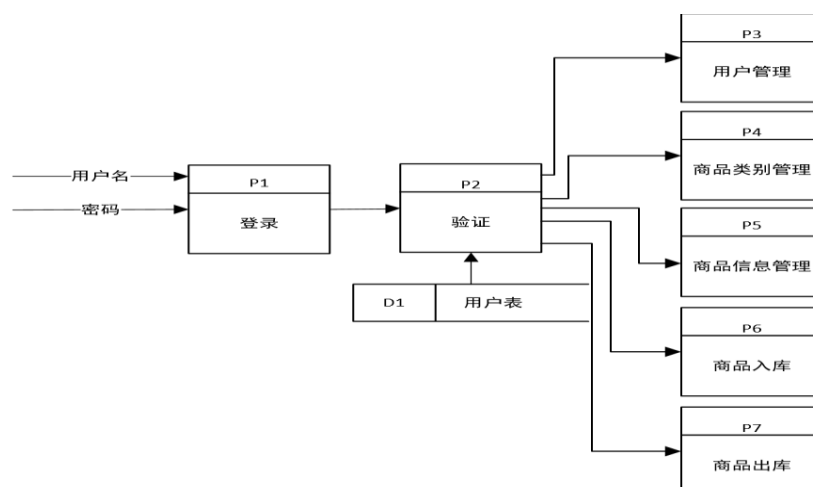 用户名
密码
P1
登录
P2
验证
D1
用户表
P3
用户管理
P4
商品类别管理
P5
商品信息管理
P6
商品入库
P7
商品出库